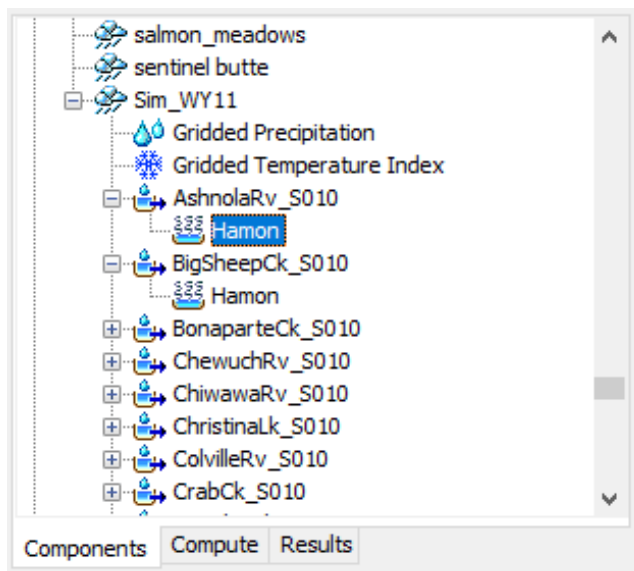 salmon_meadows
sentinel butte
Sim_WY11
Gridded Precipitation
Gridded Temperature Index
AshnolaRv_S010
Hamon
BigSheepCk_S010
Hamon
BonaparteCk_S010
ChewuchRv_S010
ChiwawaRv_S010
ChristinaLk_S010
ColvilleRv_S010
CrabCk_S010
Components Compute Results